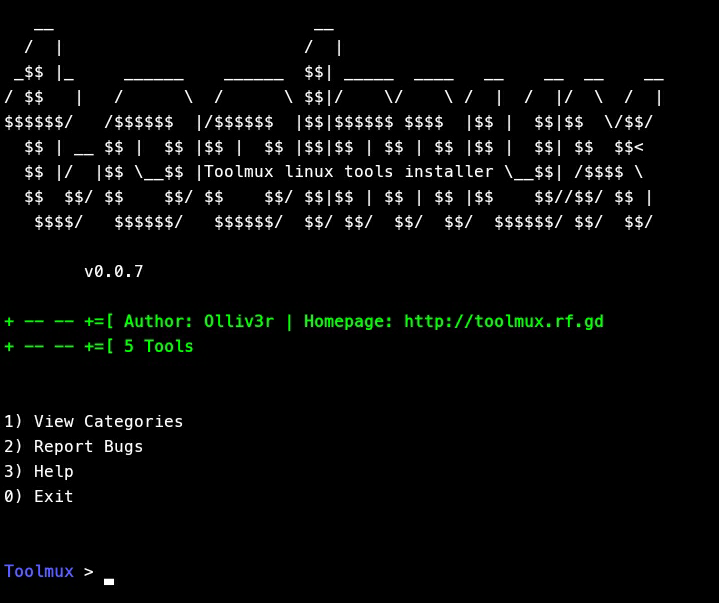 toolmux
Toolmux linux tools installer
v0.0.7
+ -- -- +=[ Author: Olliv3r | Homepage: http://toolmux.rf.gd
+ -- -- +=[ 5 Tools
1) View Categories
2) Report Bugs
3) Help
0) Exit
Toolmux >